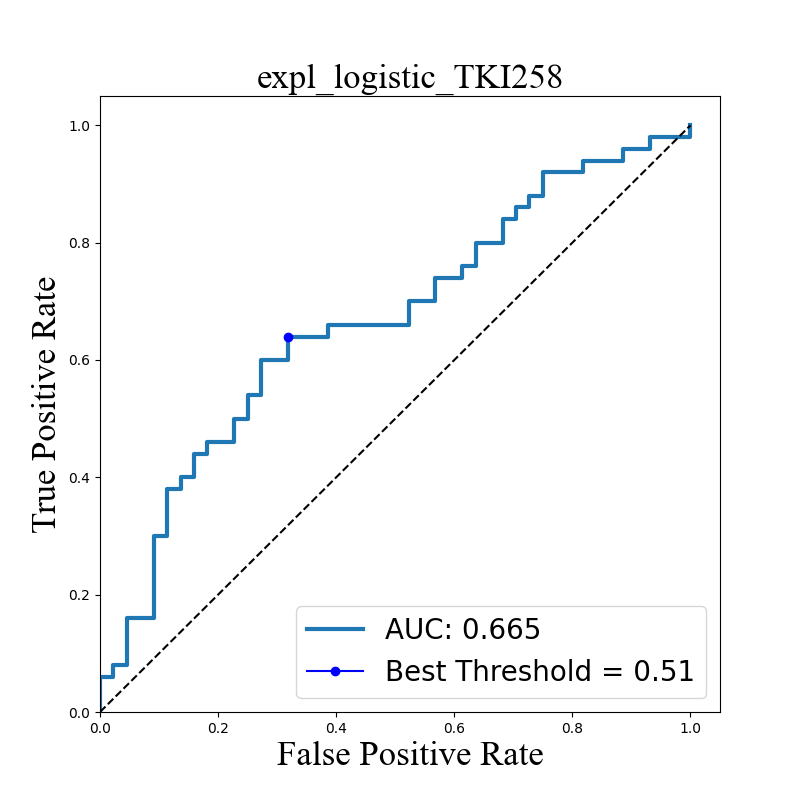 expl_logistic_TKI258
True Positive Rate
1.0
0.8
0.6
0.4
0.2
0.0
0.0 0.2 0.4 0.6 0.8 1.0
False Positive Rate
AUC: 0.665
Best Threshold = 0.51